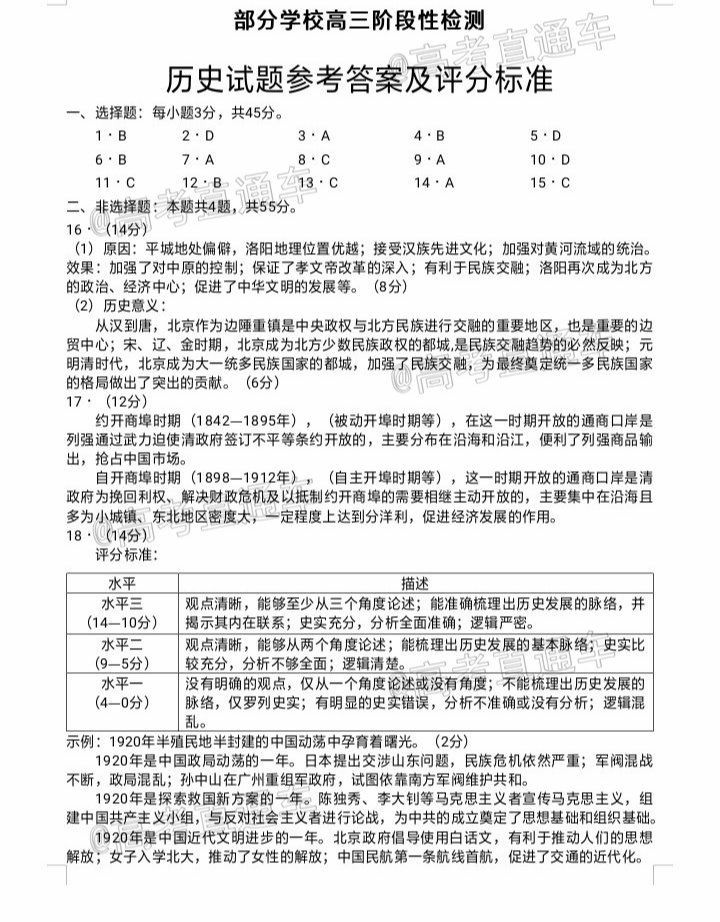 部分学校高三阶段性检测
历史试题参考答案及评分标准
一、选择题：每小题3分，共45分。
1·B 2·D 3·A 4·B 5·D
6·B 7·A 8·C 9·A 10·D
11·C 12·B 13·C 14·A 15·C
二、非选择题：本题共4题，共55分。
16·（14分）
（1）原因：平城地处偏僻，洛阳地理位置优越；接受汉族先进文化；加强对黄河流域的统治。
效果：加强了对中原的控制；保证了孝文帝改革的深入；有利于民族交融；洛阳再次成为北方
的政治、经济中心；促进了中华文明的发展等。（8分）
（2）历史意义：
从汉到唐，北京作为边陲重镇是中央政权与北方民族进行交融的重要地区，也是重要的边
贸中心；宋、辽、金时期，北京成为北方少数民族政权的都城,是民族交融趋势的必然反映；元
明清时代，北京成为大一统多民族国家的都城，加强了民族交融，为最终奠定统一多民族国家
的格局做出了突出的贡献。（6分）
17·（12分）
约开商埠时期（1842—1895年），（被动开埠时期等），在这一时期开放的通商口岸是
列强通过武力迫使清政府签订不平等条约开放的，主要分布在沿海和沿江，便利了列强商品输
出，抢占中国市场。
自开商埠时期（1898—1912年），（自主开埠时期等），这一时期开放的通商口岸是清
政府为挽回利权、解决财政危机及以抵制约开商埠的需要相继主动开放的，主要集中在沿海且
多为小城镇、东北地区密度大，一定程度上达到分洋利，促进经济发展的作用。
18·（14分）
评分标准：
水平 描述
水平三
（14—10分）
观点清晰，能够至少从三个角度论述；能准确梳理出历史发展的脉络，并
揭示其内在联系；史实充分，分析全面准确；逻辑严密。
水平二
（9—5分）
观点清晰，能够从两个角度论述；能梳理出历史发展的基本脉络；史实比
较充分，分析不够全面；逻辑清楚。
水平一
（4—0分）
没有明确的观点，仅从一个角度论述或没有角度；不能梳理出历史发展的
脉络，仅罗列史实；有明显的史实错误，分析不准确或没有分析；逻辑混
乱。
示例：1920年半殖民地半封建的中国动荡中孕育着曙光。（2分）
1920年是中国政局动荡的一年。日本提出交涉山东问题，民族危机依然严重；军阀混战
不断，政局混乱；孙中山在广州重组军政府，试图依靠南方军阀维护共和。
1920年是探索救国新方案的一年。陈独秀、李大钊等马克思主义者宣传马克思主义，组
建中国共产主义小组，与反对社会主义者进行论战，为中共的成立奠定了思想基础和组织基础。
1920年是中国近代文明进步的一年。北京政府倡导使用白话文，有利于推动人们的思想
解放；女子入学北大，推动了女性的解放；中国民航第一条航线首航，促进了交通的近代化。
@高考直通车
@高考直通车
@高考直通车
@高考直通车
@高考直通车
@高考直通车